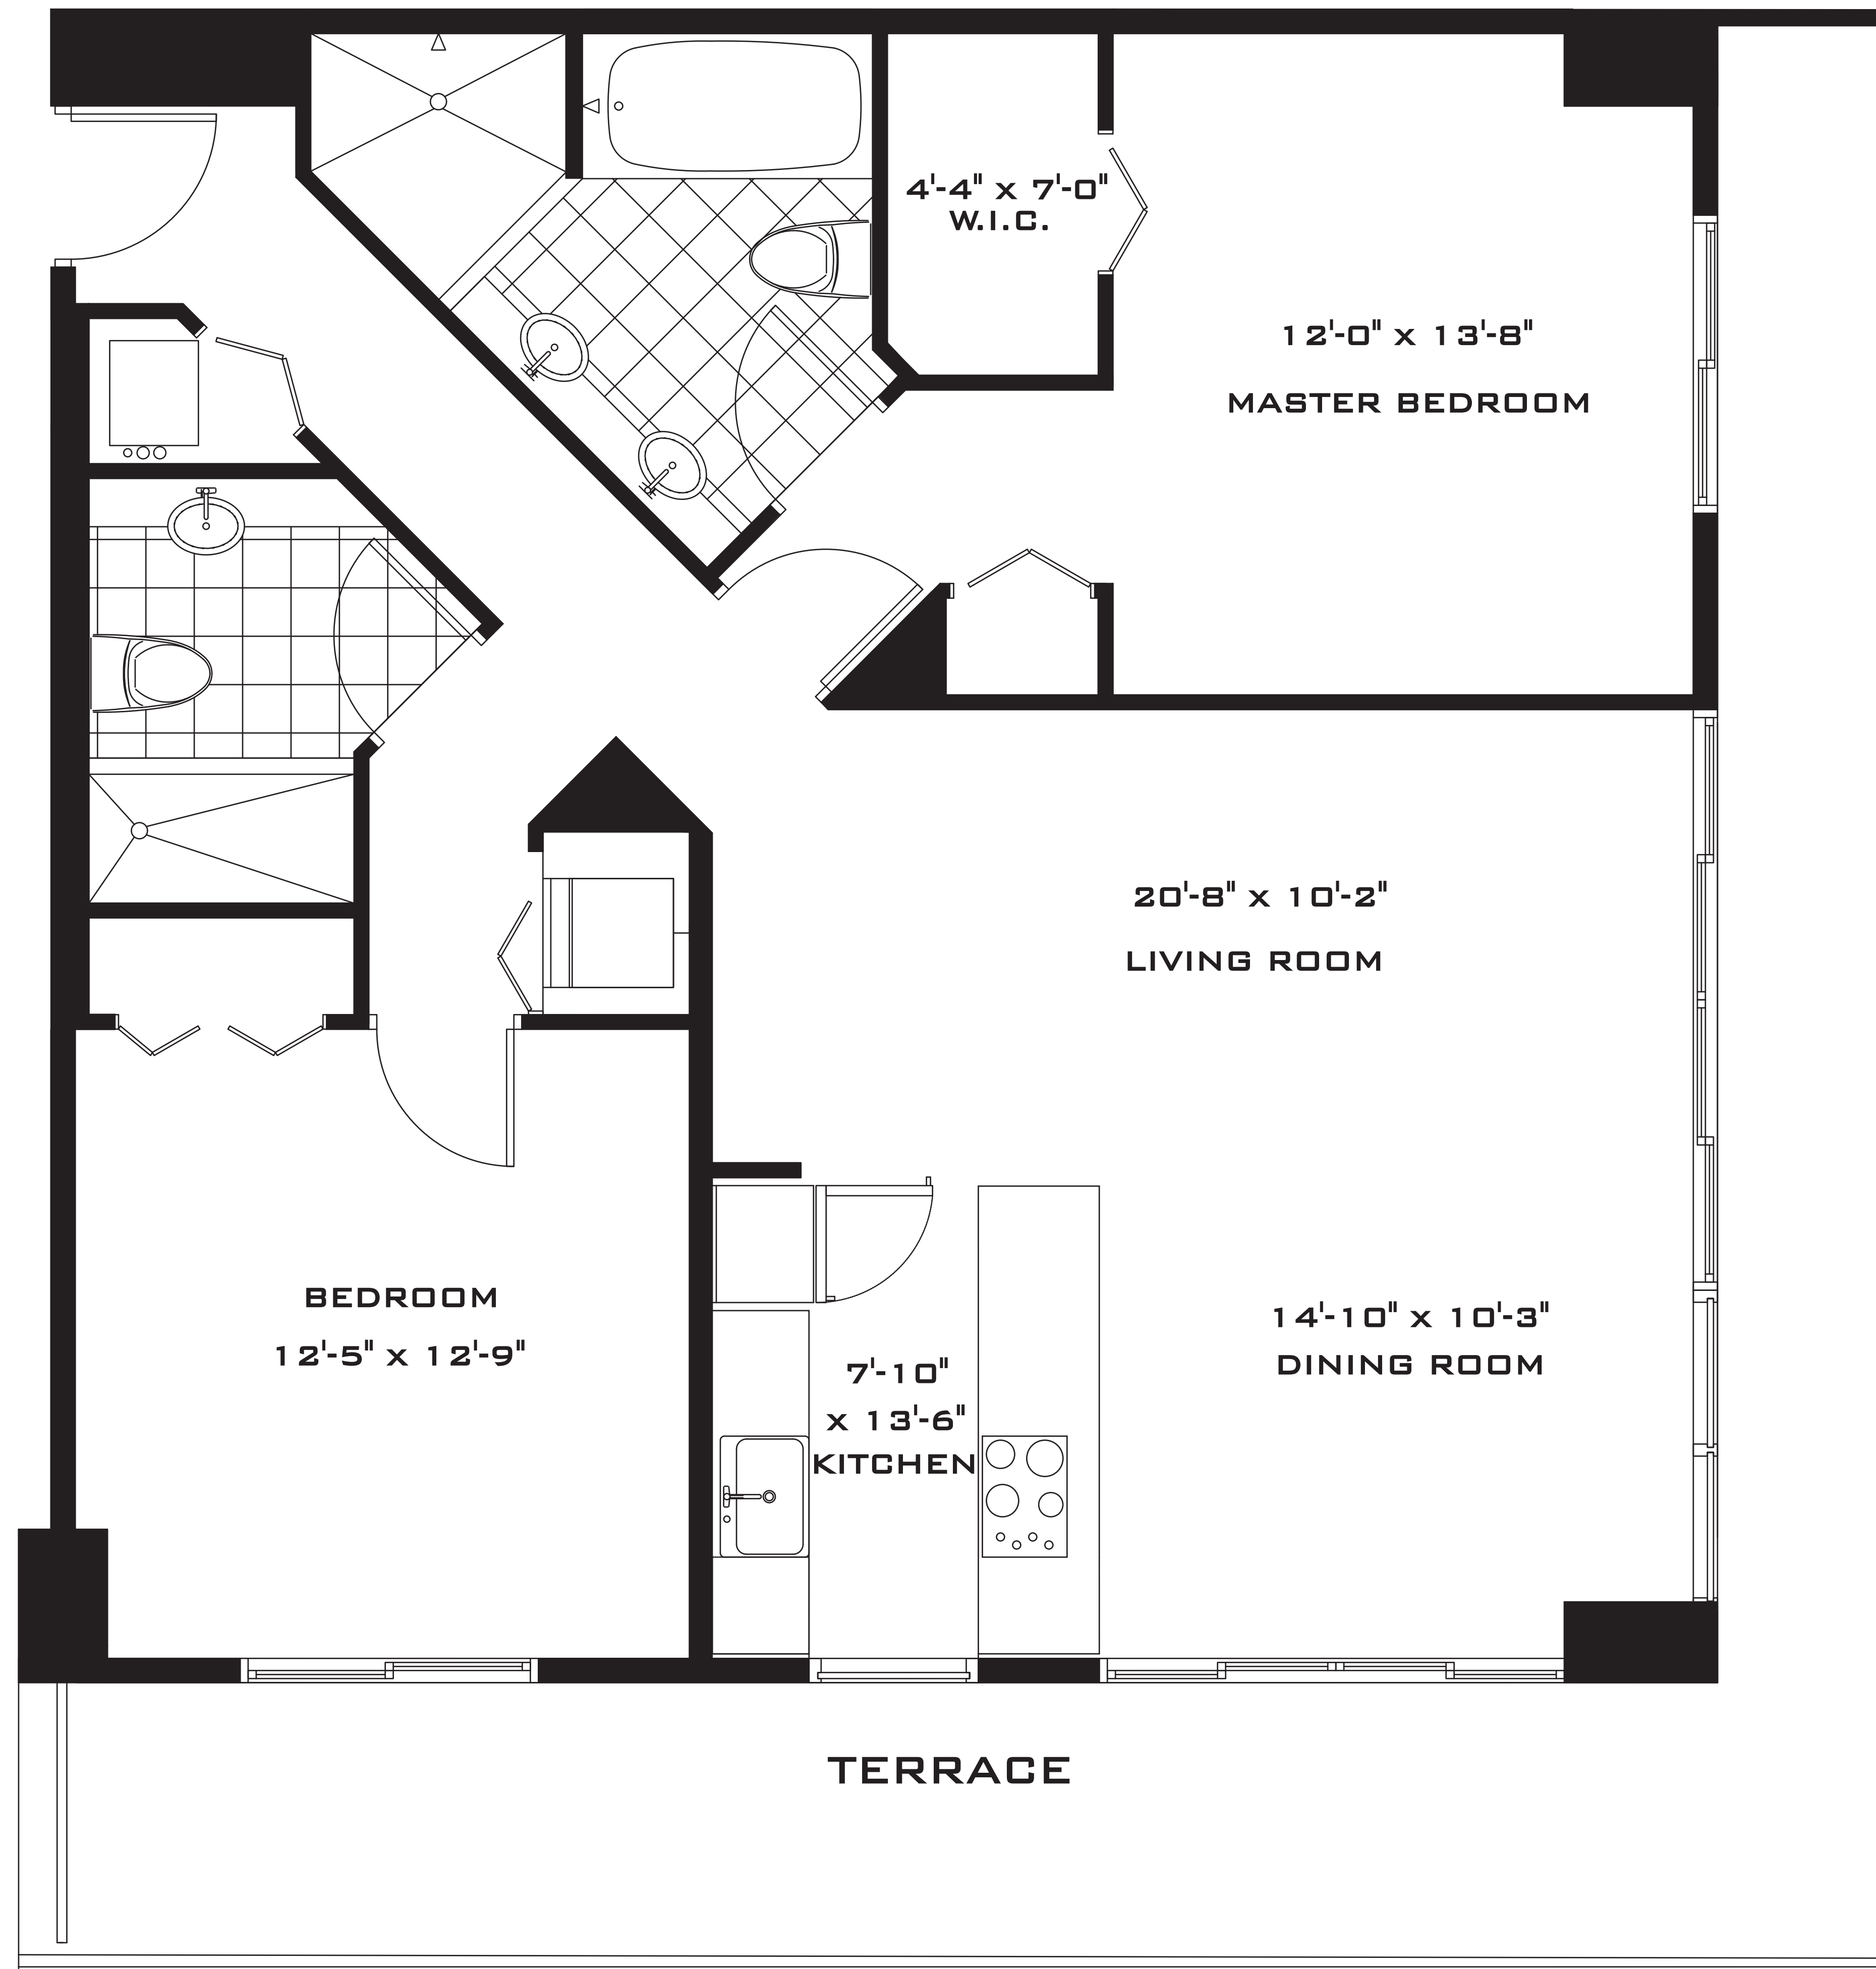 4'-4" x 7'-0"
W.I.C.
12'-0" x 13'-8"
MASTER BEDROOM
20'-8" x 10'-2"
LIVING ROOM
BEDROOM
12'-5" x 12'-9"
7'-10"
x 13'-6"
KITCHEN
14'-10" x 10'-3"
DINING ROOM
TERRACE